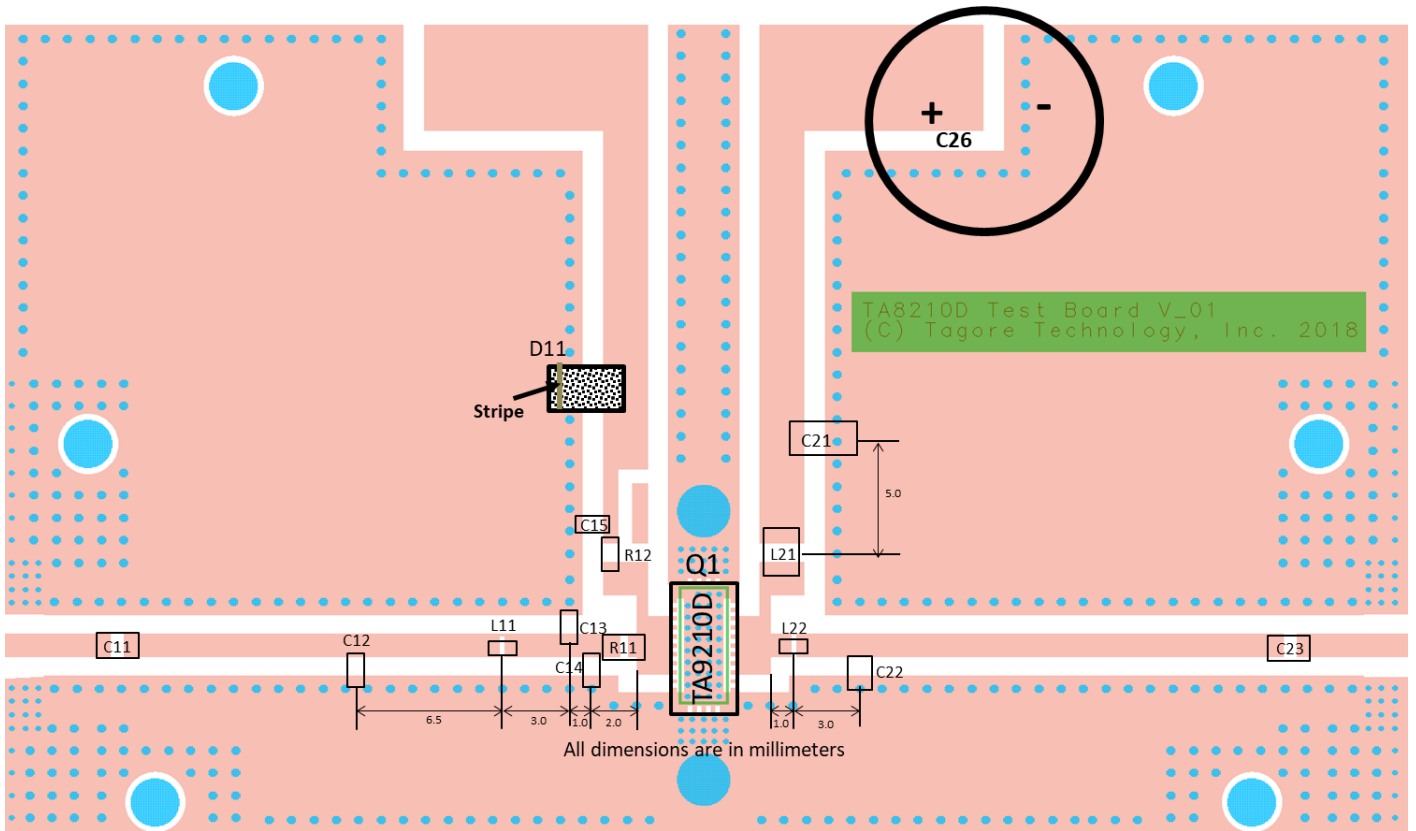 + -
C26
TA8210D Test Board V_01
(C) Tagore Technology, Inc. 2018
D11
Stripe
C21
5.0
C15
R12
L21
Q1
TA9210D
C11
C12
L11
C13
C14
R11
L22
C22
C23
6.5
3.0
1.0
2.0
1.0
3.0
All dimensions are in millimeters